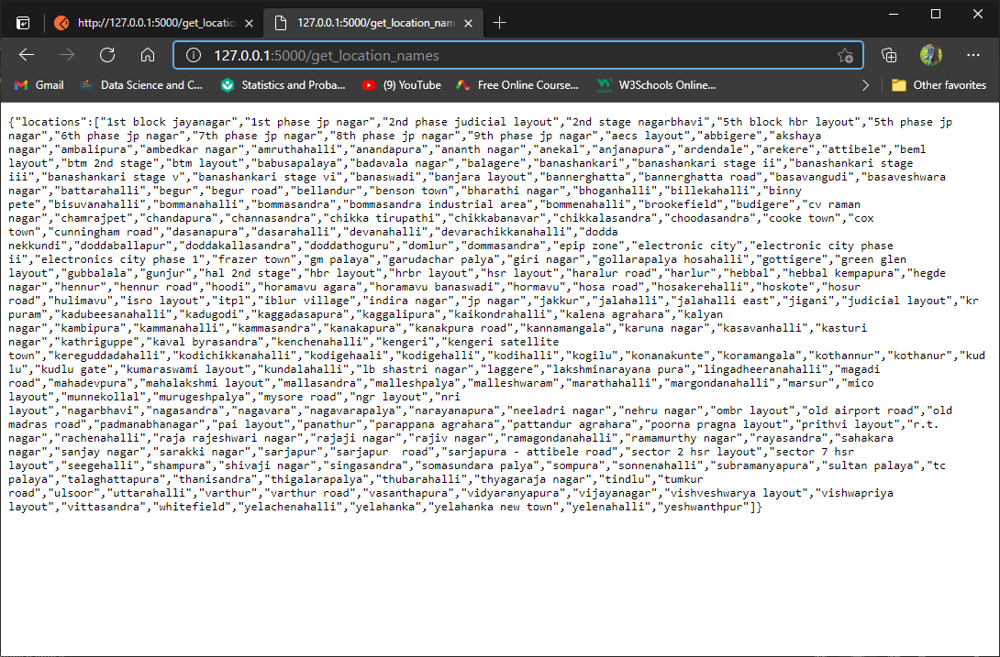 http://127.0.0.1:5000/get_locatio
127.0.0.1:5000/get_location_nam
127.0.0.1:5000/get_location_names
Gmail
Data Science and C...
Statistics and Proba...
(9) YouTube
Free Online Course...
W3Schools Online...
Other favorites
{"locations":["1st block jayanagar","1st phase jp nagar","2nd phase judicial layout","2nd stage nagarbhavi","5th block hbr layout","5th phase jp
nagar","6th phase jp nagar","7th phase jp nagar","8th phase jp nagar","9th phase jp nagar","aecs layout","abbigere","akshaya
nagar","ambalipura","ambedkar nagar","amruthahalli","anandapura","ananth nagar","anekal","anjanapura","ardendale","arekere","attibele","beml
layout","btm 2nd stage","btm layout","babusapalaya","badavala nagar","balagere","banashankari","banashankari stage ii","banashankari stage
iii","banashankari stage v","banashankari stage vi","banaswadi","banjara layout","bannerghatta","bannerghatta road","basavangudi","basaveshwara
nagar","battarahalli","begur","begur road","bellandur","benson town","bharathi nagar","bhoganhalli","billekahalli","binny
pete","bisuvanahalli","bommanahalli","bommasandra","bommasandra industrial area","bommenahalli","brookefield","budigere","cv raman
nagar","chamrajpet","chandapura","channasandra","chikka tirupathi","chikkabanavar","chikkalasandra","choodasandra","cooke town","cox
town","cunningham road","dasanapura","dasarahalli","devanahalli","devarachikkanahalli","dodda
nekkundi","doddaballapur","doddakallasandra","doddathoguru","domlur","dommasandra","epip zone","electronic city","electronic city phase
ii","electronics city phase 1","frazer town","gm palaya","garudachar palya","giri nagar","gollarapalya hosahalli","gottigere","green glen
layout","gubbalala","gunjur","hal 2nd stage","hbr layout","hrbr layout","hsr layout","haralur road","harlur","hebbal","hebbal kempapura","hegde
nagar","hennur","hennur road","hoodi","horamavu agara","horamavu banaswadi","hormavu","hosa road","hosakerehalli","hoskote","hosur
road","hulimavu","isro layout","itpl","iblur village","indira nagar","jp nagar","jakkur","jalahalli","jalahalli east","jigani","judicial layout","kr
puram","kadubeesanahalli","kadugodi","kaggadasapura","kaggalipura","kaikondrahalli","kalena agrahara","kalyan
nagar","kambipura","kammanahalli","kammasandra","kanakapura","kanakpura road","kannamangala","karuna nagar","kasavanhalli","kasturi
nagar","kathriguppe","kaval byrasandra","kenchenahalli","kengeri","kengeri satellite
town","kereguddadahalli","kodichikkanahalli","kodigehaali","kodigehalli","kodihalli","kogilu","konanakunte","koramangala","kothannur","kothanur","kud
lu","kudlu gate","kumaraswami layout","kundalahalli","lb shastri nagar","laggere","lakshminarayana pura","lingadheeranahalli","magadi
road","mahadevpura","mahalakshmi layout","mallasandra","malleshpalya","malleshwaram","marathahalli","margondanahalli","marsur","mico
layout","munnekollal","murugeshpalya","mysore road","ngr layout","nri
layout","nagarbhavi","nagasandra","nagavara","nagavarapalya","narayanapura","neeladri nagar","nehru nagar","ombr layout","old airport road","old
madras road","padmanabhanagar","pai layout","panathur","parappana agrahara","pattandur agrahara","poorna pragna layout","prithvi layout","r.t.
nagar","rachenahalli","raja rajeshwari nagar","rajaji nagar","rajiv nagar","ramagondanahalli","ramamurthy nagar","rayasandra","sahakara
nagar","sanjay nagar","sarakki nagar","sarjapur","sarjapur  road","sarjapura - attibele road","sector 2 hsr layout","sector 7 hsr
layout","seegehalli","shampura","shivaji nagar","singasandra","somasundara palya","sompura","sonnenahalli","subramanyapura","sultan palaya","tc
palaya","talaghattapura","thanisandra","thigalarapalya","thubarahalli","thyagaraja nagar","tindlu","tumkur
road","ulsoor","uttarahalli","varthur","varthur road","vasanthapura","vidyaranyapura","vijayanagar","vishveshwarya layout","vishwapriya
layout","vittasandra","whitefield","yelachenahalli","yelahanka","yelahanka new town","yelenahalli","yeshwanthpur"]}